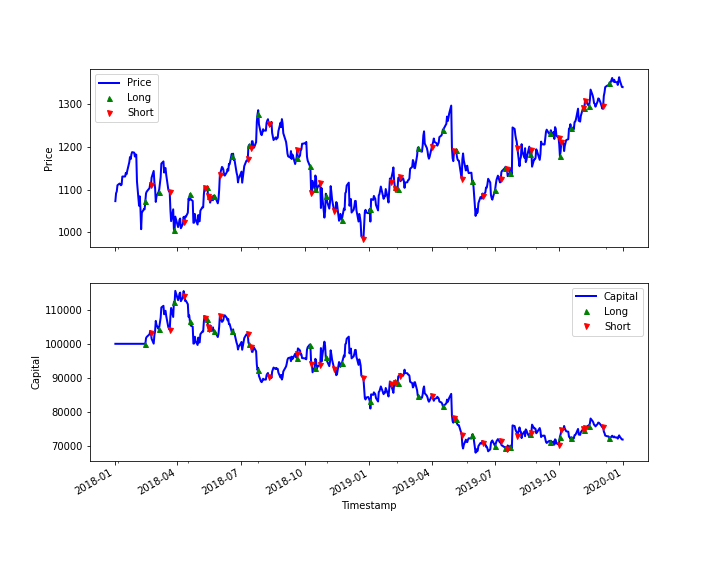 Price
Long
Short
1300
1200
1100
1000
Price
Capital
Long
Short
110000
100000
90000
80000
70000
Capital
2018-01
2018-04
2018-07
2018-10
2019-01
2019-04
2019-07
2019-10
2020-01
Timestamp